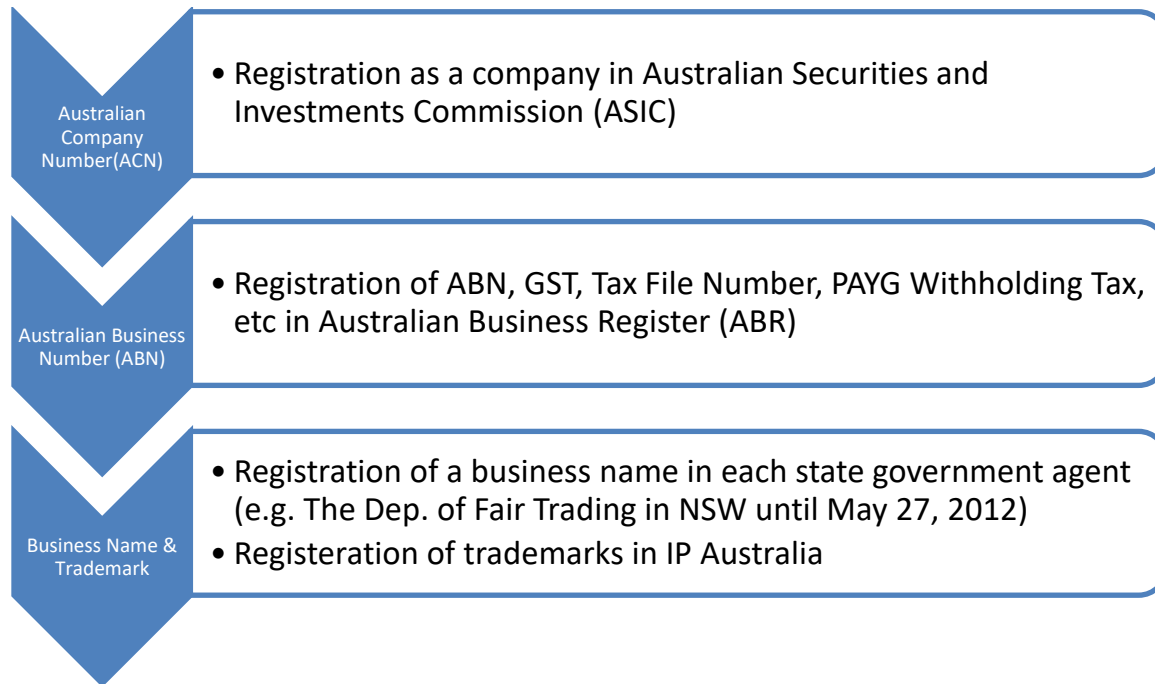 Australian
Company
Number(ACN)
• Registration as a company in Australian Securities and
Investments Commission (ASIC)
Australian Business
Number (ABN)
• Registration of ABN, GST, Tax File Number, PAYG Withholding Tax,
etc in Australian Business Register (ABR)
Business Name &
Trademark
• Registration of a business name in each state government agent
(e.g. The Dep. of Fair Trading in NSW until May 27, 2012)
• Registeration of trademarks in IP Australia